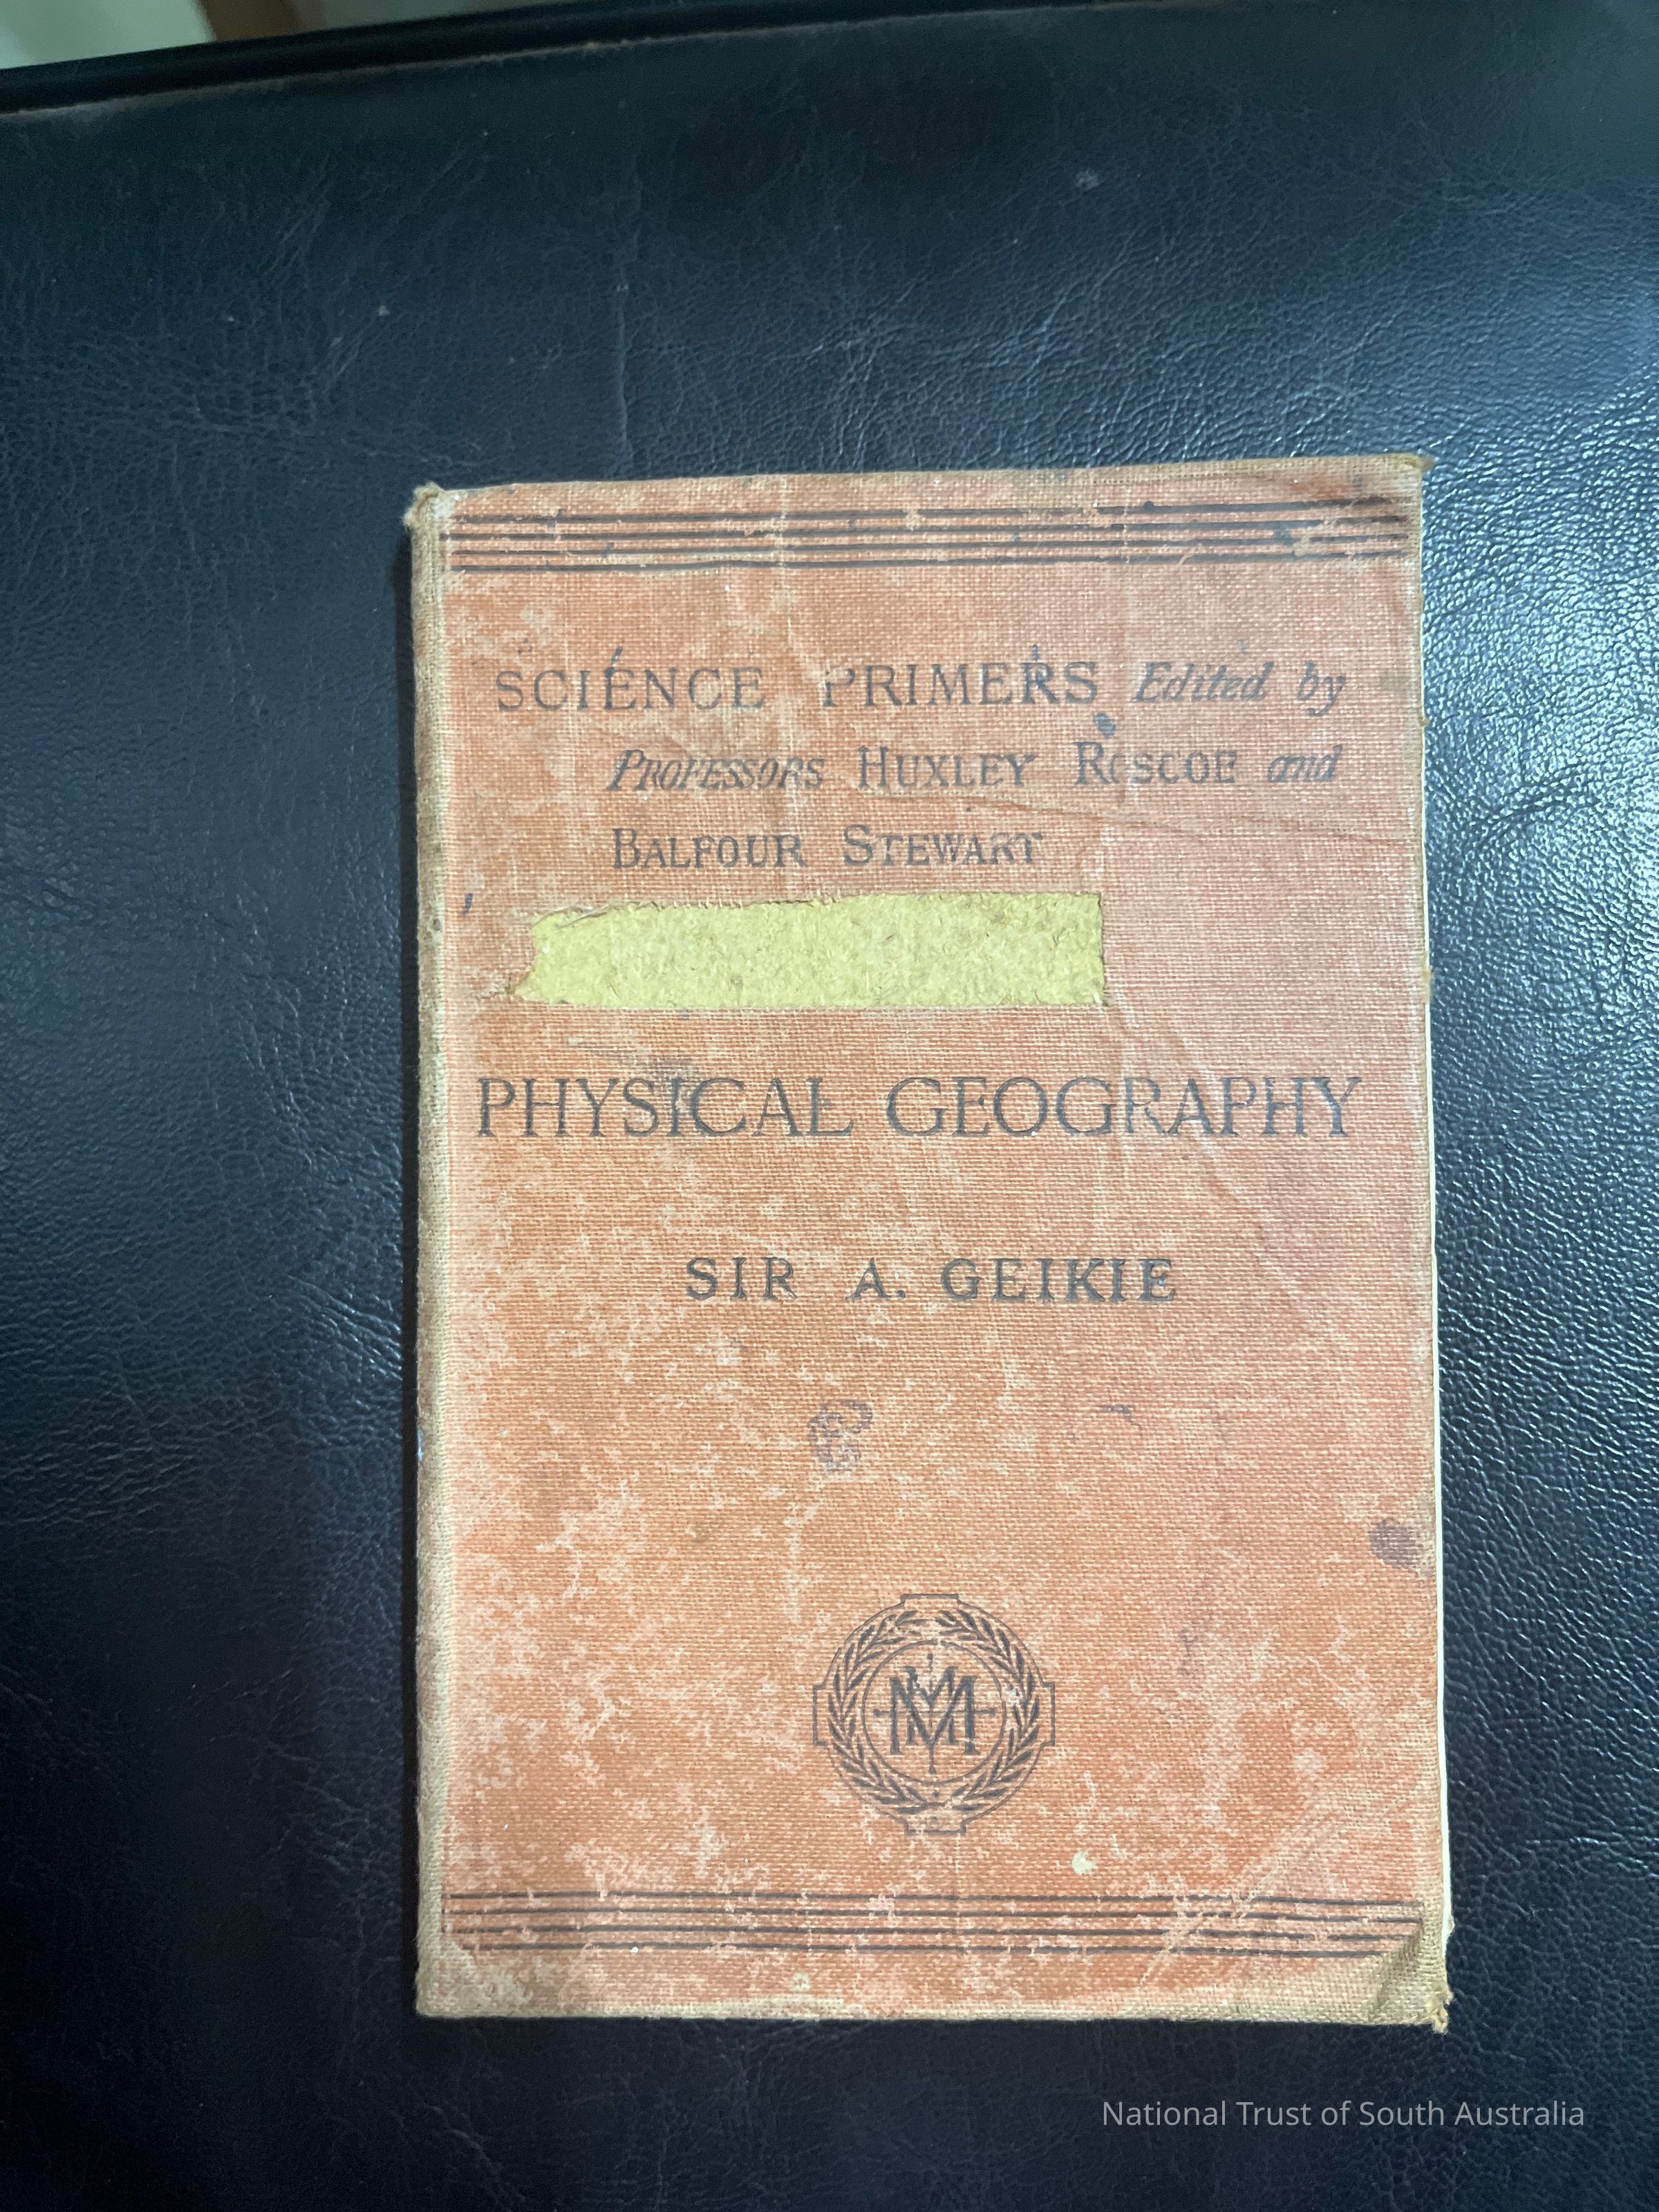 SCIENCE PRIMERS Edited by
PROFESSORS HUXLEY ROSCOE and
BALFOUR STEWART
PHYSICAL GEOGRAPHY
SIR A. GEIKIE
National Trust of South Australia